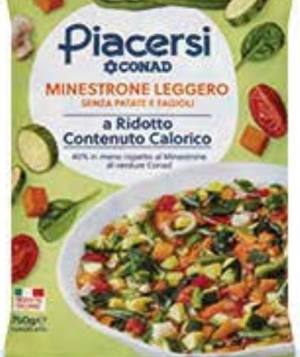 Piacersi
CONAD
MINESTRONE LEGGERO
SENZA PATATE E FAGIOLI
a Ridotto
Contenuto Calorico
40% in meno rispetto al Minestrone
di verdure Conad
750g e